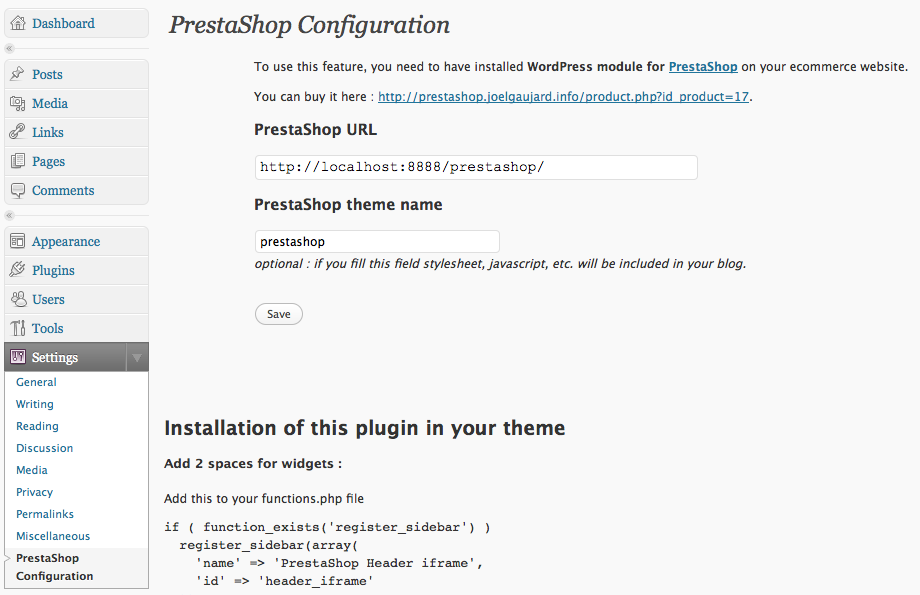 Dashboard
Posts
Media
Links
Pages
Comments
Appearance
Plugins
Users
Tools
Settings
General
Writing
Reading
Discussion
Media
Privacy
Permalinks
Miscellaneous
PrestaShop
Configuration
PrestaShop Configuration
To use this feature, you need to have installed WordPress module for PrestaShop on your ecommerce website.
You can buy it here : http://prestashop.joelgaujard.info/product.php?id_product=17.
PrestaShop URL
http://localhost:8888/prestashop/
PrestaShop theme name
prestashop
optional : if you fill this field stylesheet, javascript, etc. will be included in your blog.
Save
Installation of this plugin in your theme
Add 2 spaces for widgets :
Add this to your functions.php file
if ( function_exists('register_sidebar') )
register_sidebar(array(
'name' => 'PrestaShop Header iframe',
'id' => 'header_iframe'